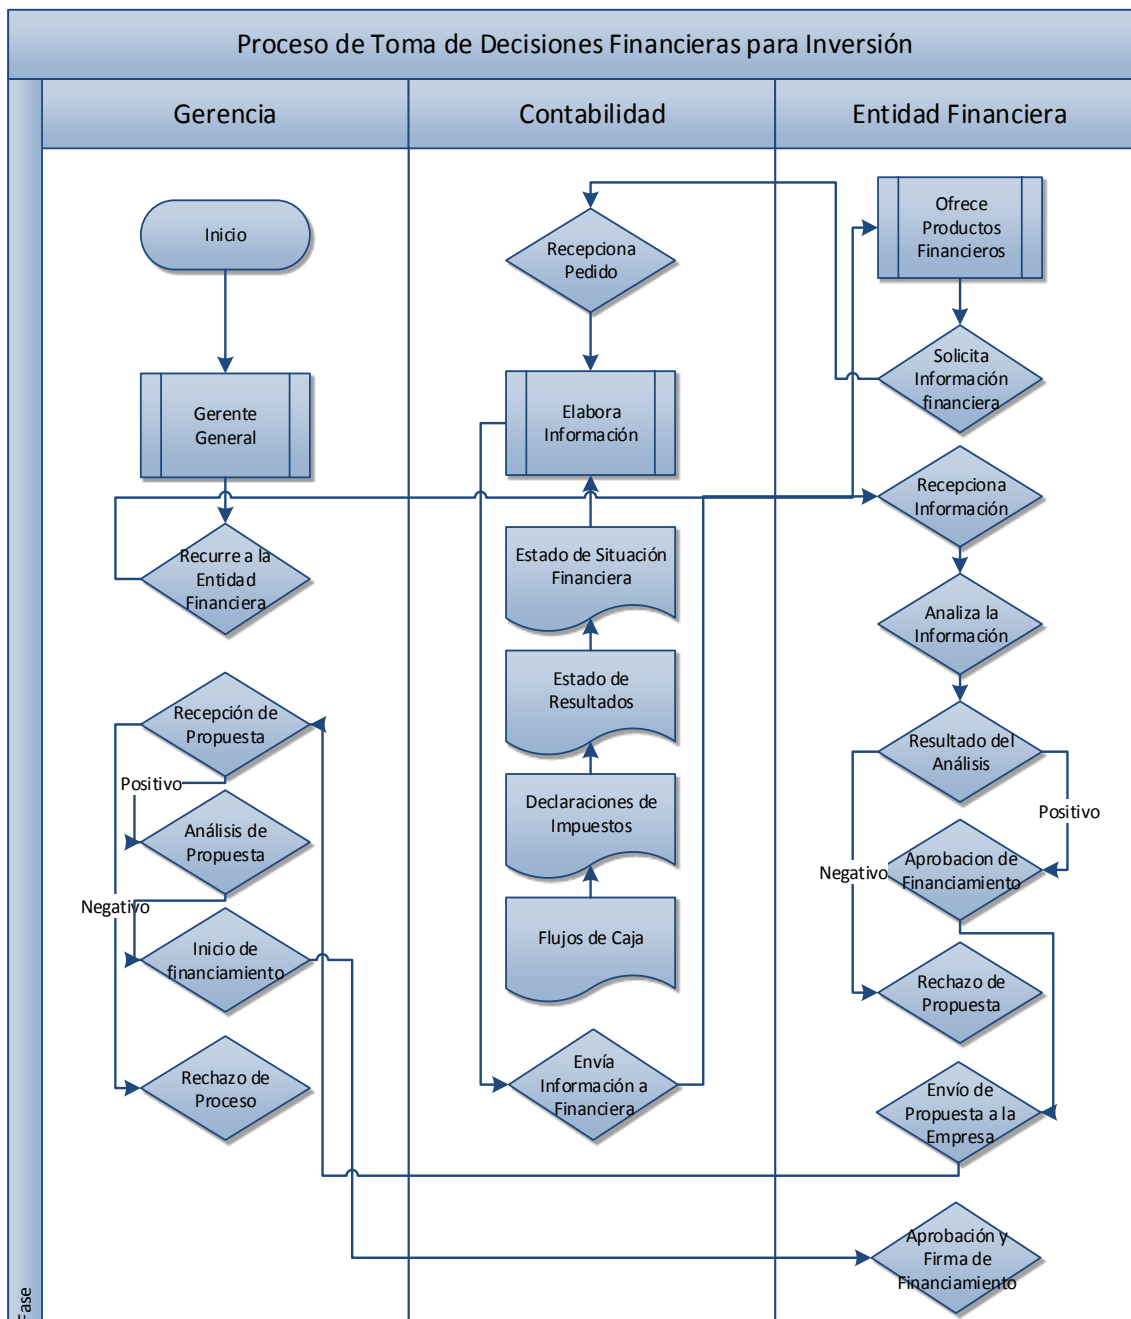 Proceso de Toma de Decisiones Financieras para Inversión
Fase
Gerencia
Contabilidad
Entidad Financiera
Inicio
Gerente
General
Recurre a la
Entidad
Financiera
Recepción de
Propuesta
Positivo
Análisis de
Propuesta
Negativo
Inicio de
financiamiento
Rechazo de
Proceso
Recepciona
Pedido
Elabora
Información
Estado de Situación
Financiera
Estado de
Resultados
Declaraciones de
Impuestos
Flujos de Caja
Envía
Información a
Financiera
Ofrece
Productos
Financieros
Solicita
Información
financiera
Recepciona
Información
Analiza la
Información
Resultado del
Análisis
Positivo
Aprobacion de
Financiamiento
Negativo
Rechazo de
Propuesta
Envío de
Propuesta a la
Empresa
Aprobación y
Firma de
Financiamiento